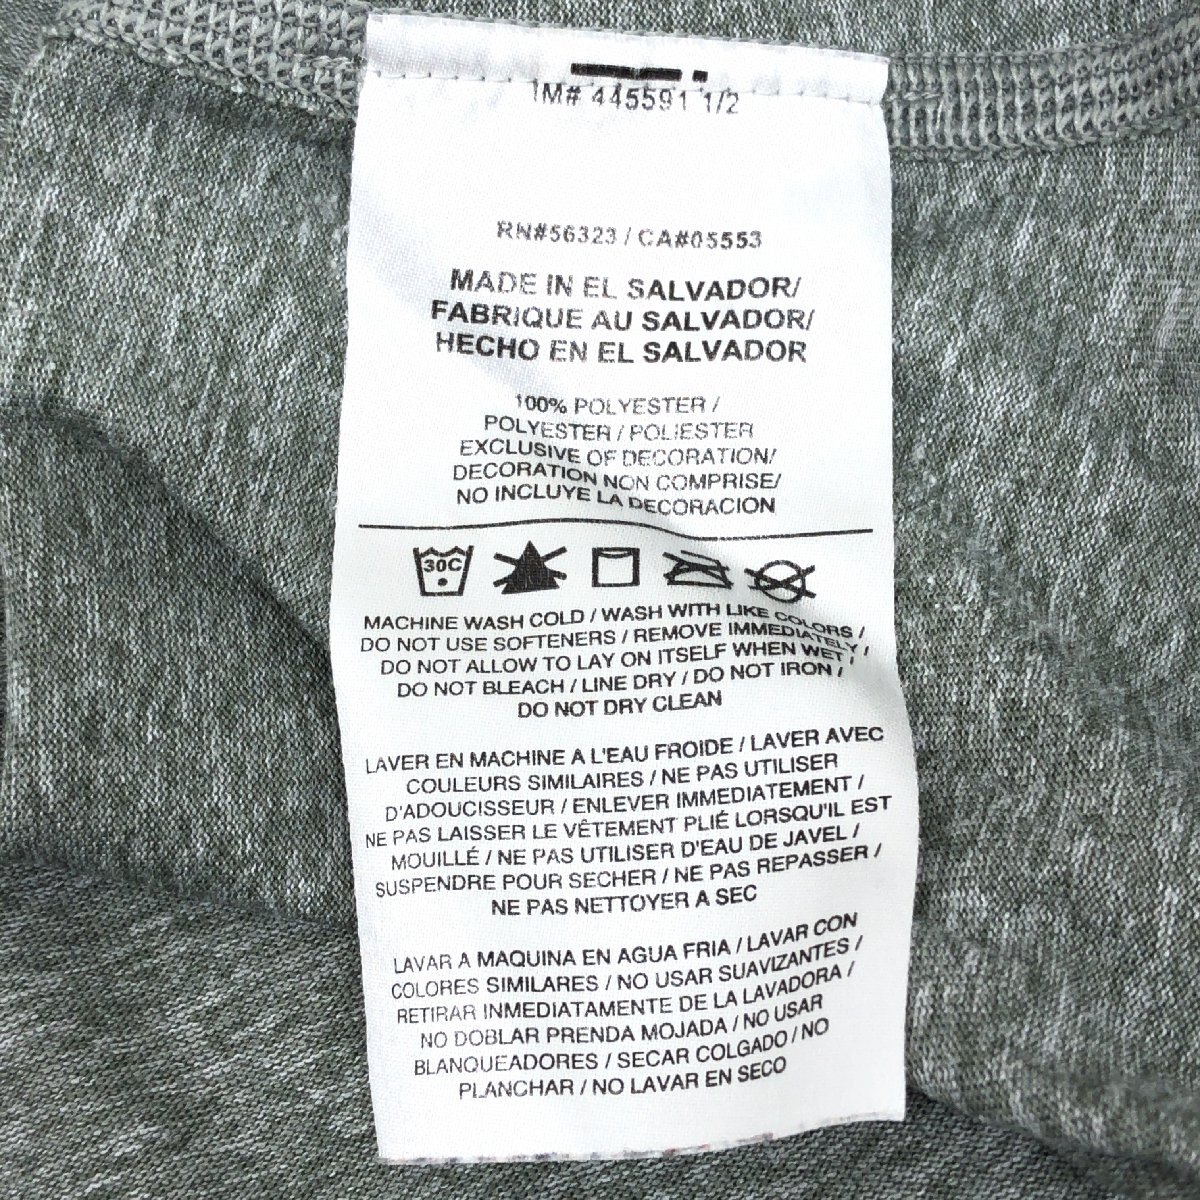 IM# 445591 1/2
RN#56323 / CA#05553
MADE IN EL SALVADOR/
FABRIQUE AU SALVADOR/
HECHO EN EL SALVADOR
100% POLYESTER /
POLYESTER / POLIESTER
EXCLUSIVE OF DECORATION/
DECORATION NON COMPRISE/
NO INCLUYE LA DECORACION
30C
MACHINE WASH COLD / WASH WITH LIKE COLORS /
DO NOT USE SOFTENERS / REMOVE IMMEDIATELY /
DO NOT ALLOW TO LAY ON ITSELF WHEN WET /
DO NOT BLEACH / LINE DRY / DO NOT IRON /
DO NOT DRY CLEAN
LAVER EN MACHINE A L'EAU FROIDE / LAVER AVEC
COULEURS SIMILAIRES / NE PAS UTILISER
D'ADOUCISSEUR / ENLEVER IMMEDIATEMENT /
NE PAS LAISSER LE VÊTEMENT PLIÉ LORSQU'IL EST
MOUILLÉ / NE PAS UTILISER D'EAU DE JAVEL /
SUSPENDRE POUR SECHER / NE PAS REPASSER /
NE PAS NETTOYER A SEC
LAVAR A MAQUINA EN AGUA FRIA / LAVAR CON
COLORES SIMILARES / NO USAR SUAVIZANTES /
RETIRAR INMEDIATAMENTE DE LA LAVADORA /
NO DOBLAR PRENDA MOJADA / NO USAR
BLANQUEADORES / SECAR COLGADO / NO
PLANCHAR / NO LAVAR EN SECO